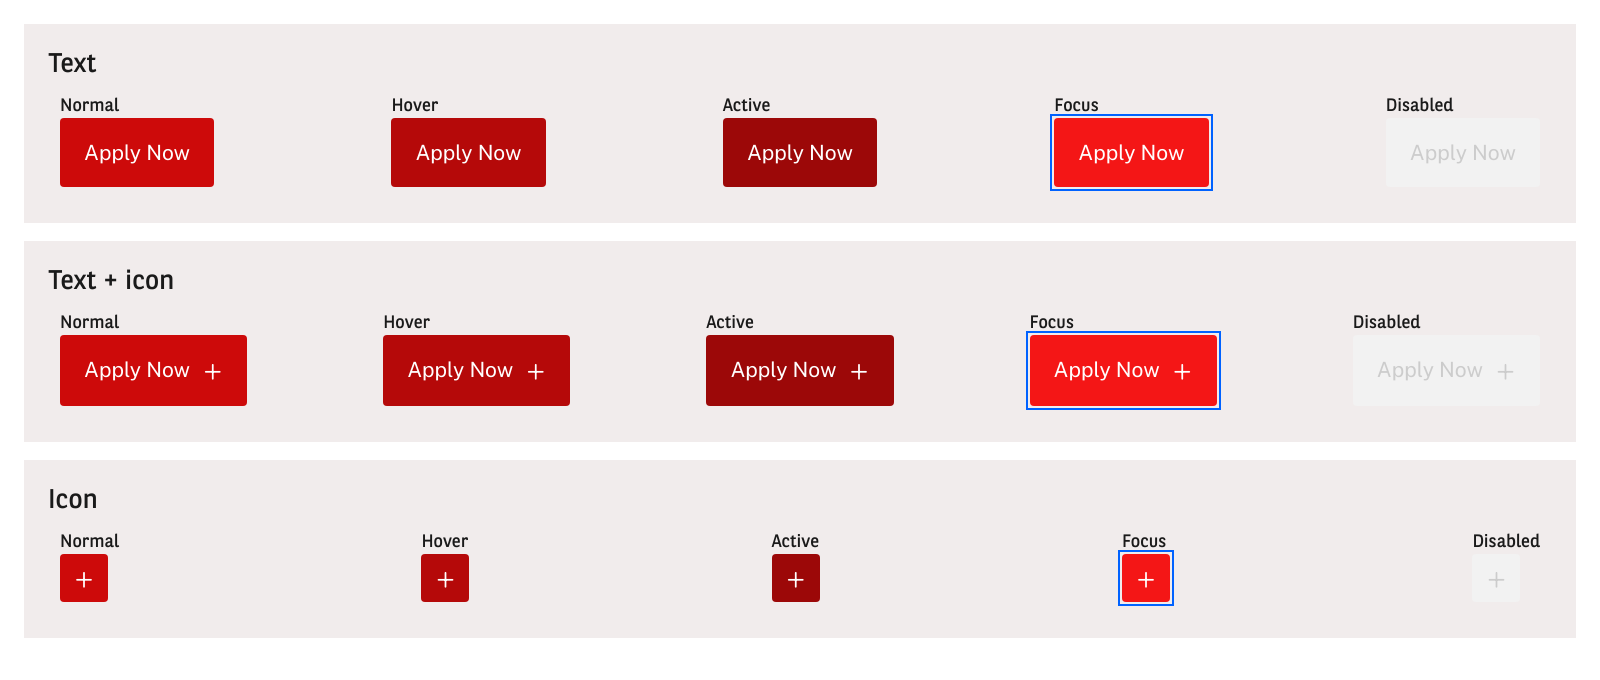 Text
Normal Hover Active Focus Disabled
Apply Now Apply Now Apply Now Apply Now Apply Now
Text + icon
Normal Hover Active Focus Disabled
Apply Now + Apply Now + Apply Now + Apply Now + Apply Now +
Icon
Normal Hover Active Focus Disabled
+ + + + +